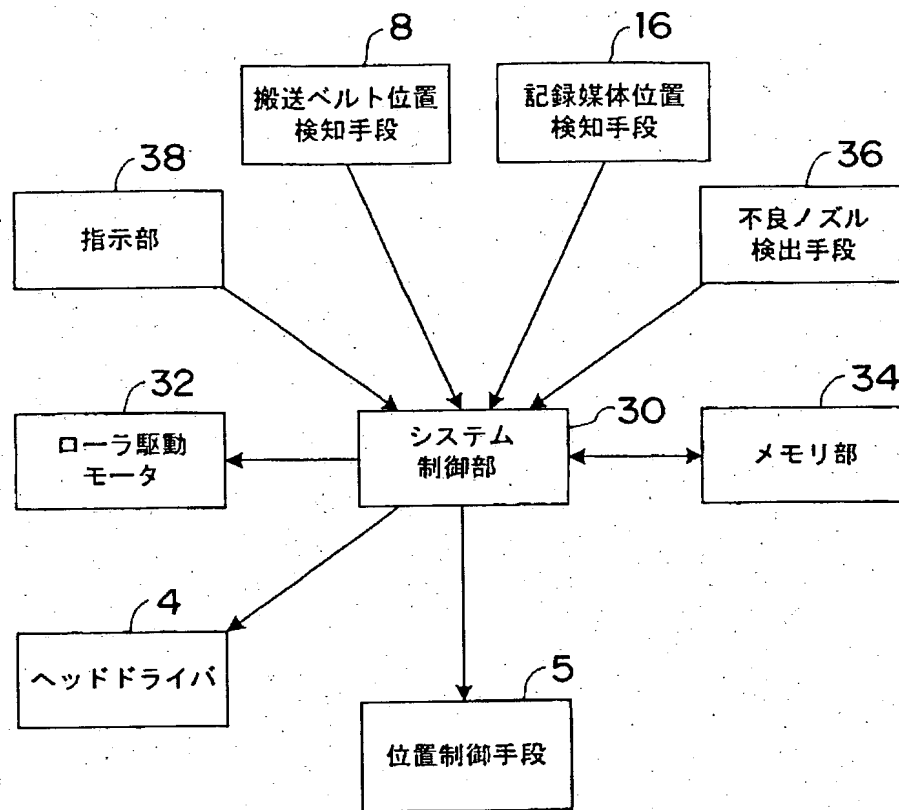 8
搬送ベルト位置
検知手段
16
記録媒体位置
検知手段
38
指示部
36
不良ノズル
検出手段
32
ローラ駆動
モータ
30
システム
制御部
34
メモリ部
4
ヘッドドライバ
5
位置制御手段